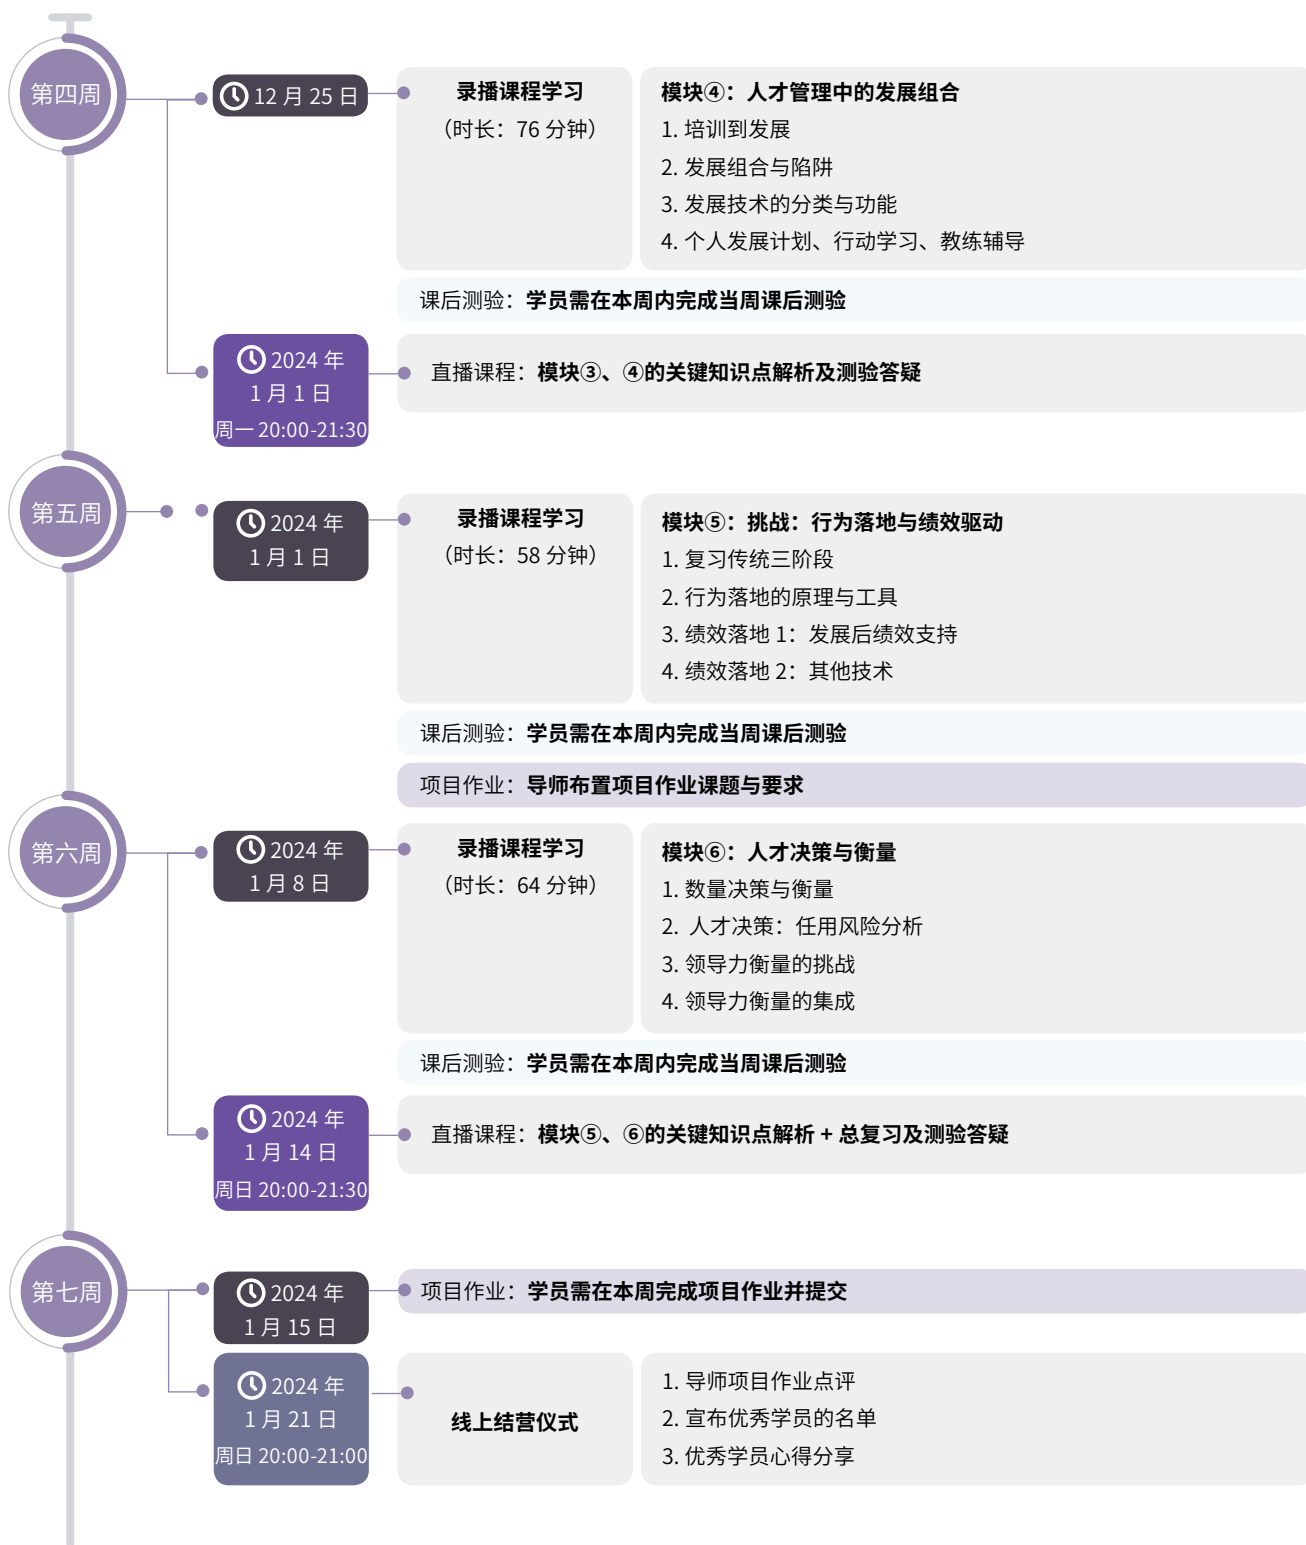 第四周
12 月 25 日
录播课程学习
（时长：76 分钟）
模块④：人才管理中的发展组合
1. 培训到发展
2. 发展组合与陷阱
3. 发展技术的分类与功能
4. 个人发展计划、行动学习、教练辅导
课后测验：学员需在本周内完成当周课后测验
2024 年
1 月 1 日
周一 20:00-21:30
直播课程：模块③、④的关键知识点解析及测验答疑
第五周
2024 年
1 月 1 日
录播课程学习
（时长：58 分钟）
模块⑤：挑战：行为落地与绩效驱动
1. 复习传统三阶段
2. 行为落地的原理与工具
3. 绩效落地 1：发展后绩效支持
4. 绩效落地 2：其他技术
课后测验：学员需在本周内完成当周课后测验
项目作业：导师布置项目作业课题与要求
第六周
2024 年
1 月 8 日
录播课程学习
（时长：64 分钟）
模块⑥：人才决策与衡量
1. 数量决策与衡量
2. 人才决策：任用风险分析
3. 领导力衡量的挑战
4. 领导力衡量的集成
课后测验：学员需在本周内完成当周课后测验
2024 年
1 月 14 日
周日 20:00-21:30
直播课程：模块⑤、⑥的关键知识点解析 + 总复习及测验答疑
第七周
2024 年
1 月 15 日
项目作业：学员需在本周完成项目作业并提交
2024 年
1 月 21 日
周日 20:00-21:00
线上结营仪式
1. 导师项目作业点评
2. 宣布优秀学员的名单
3. 优秀学员心得分享